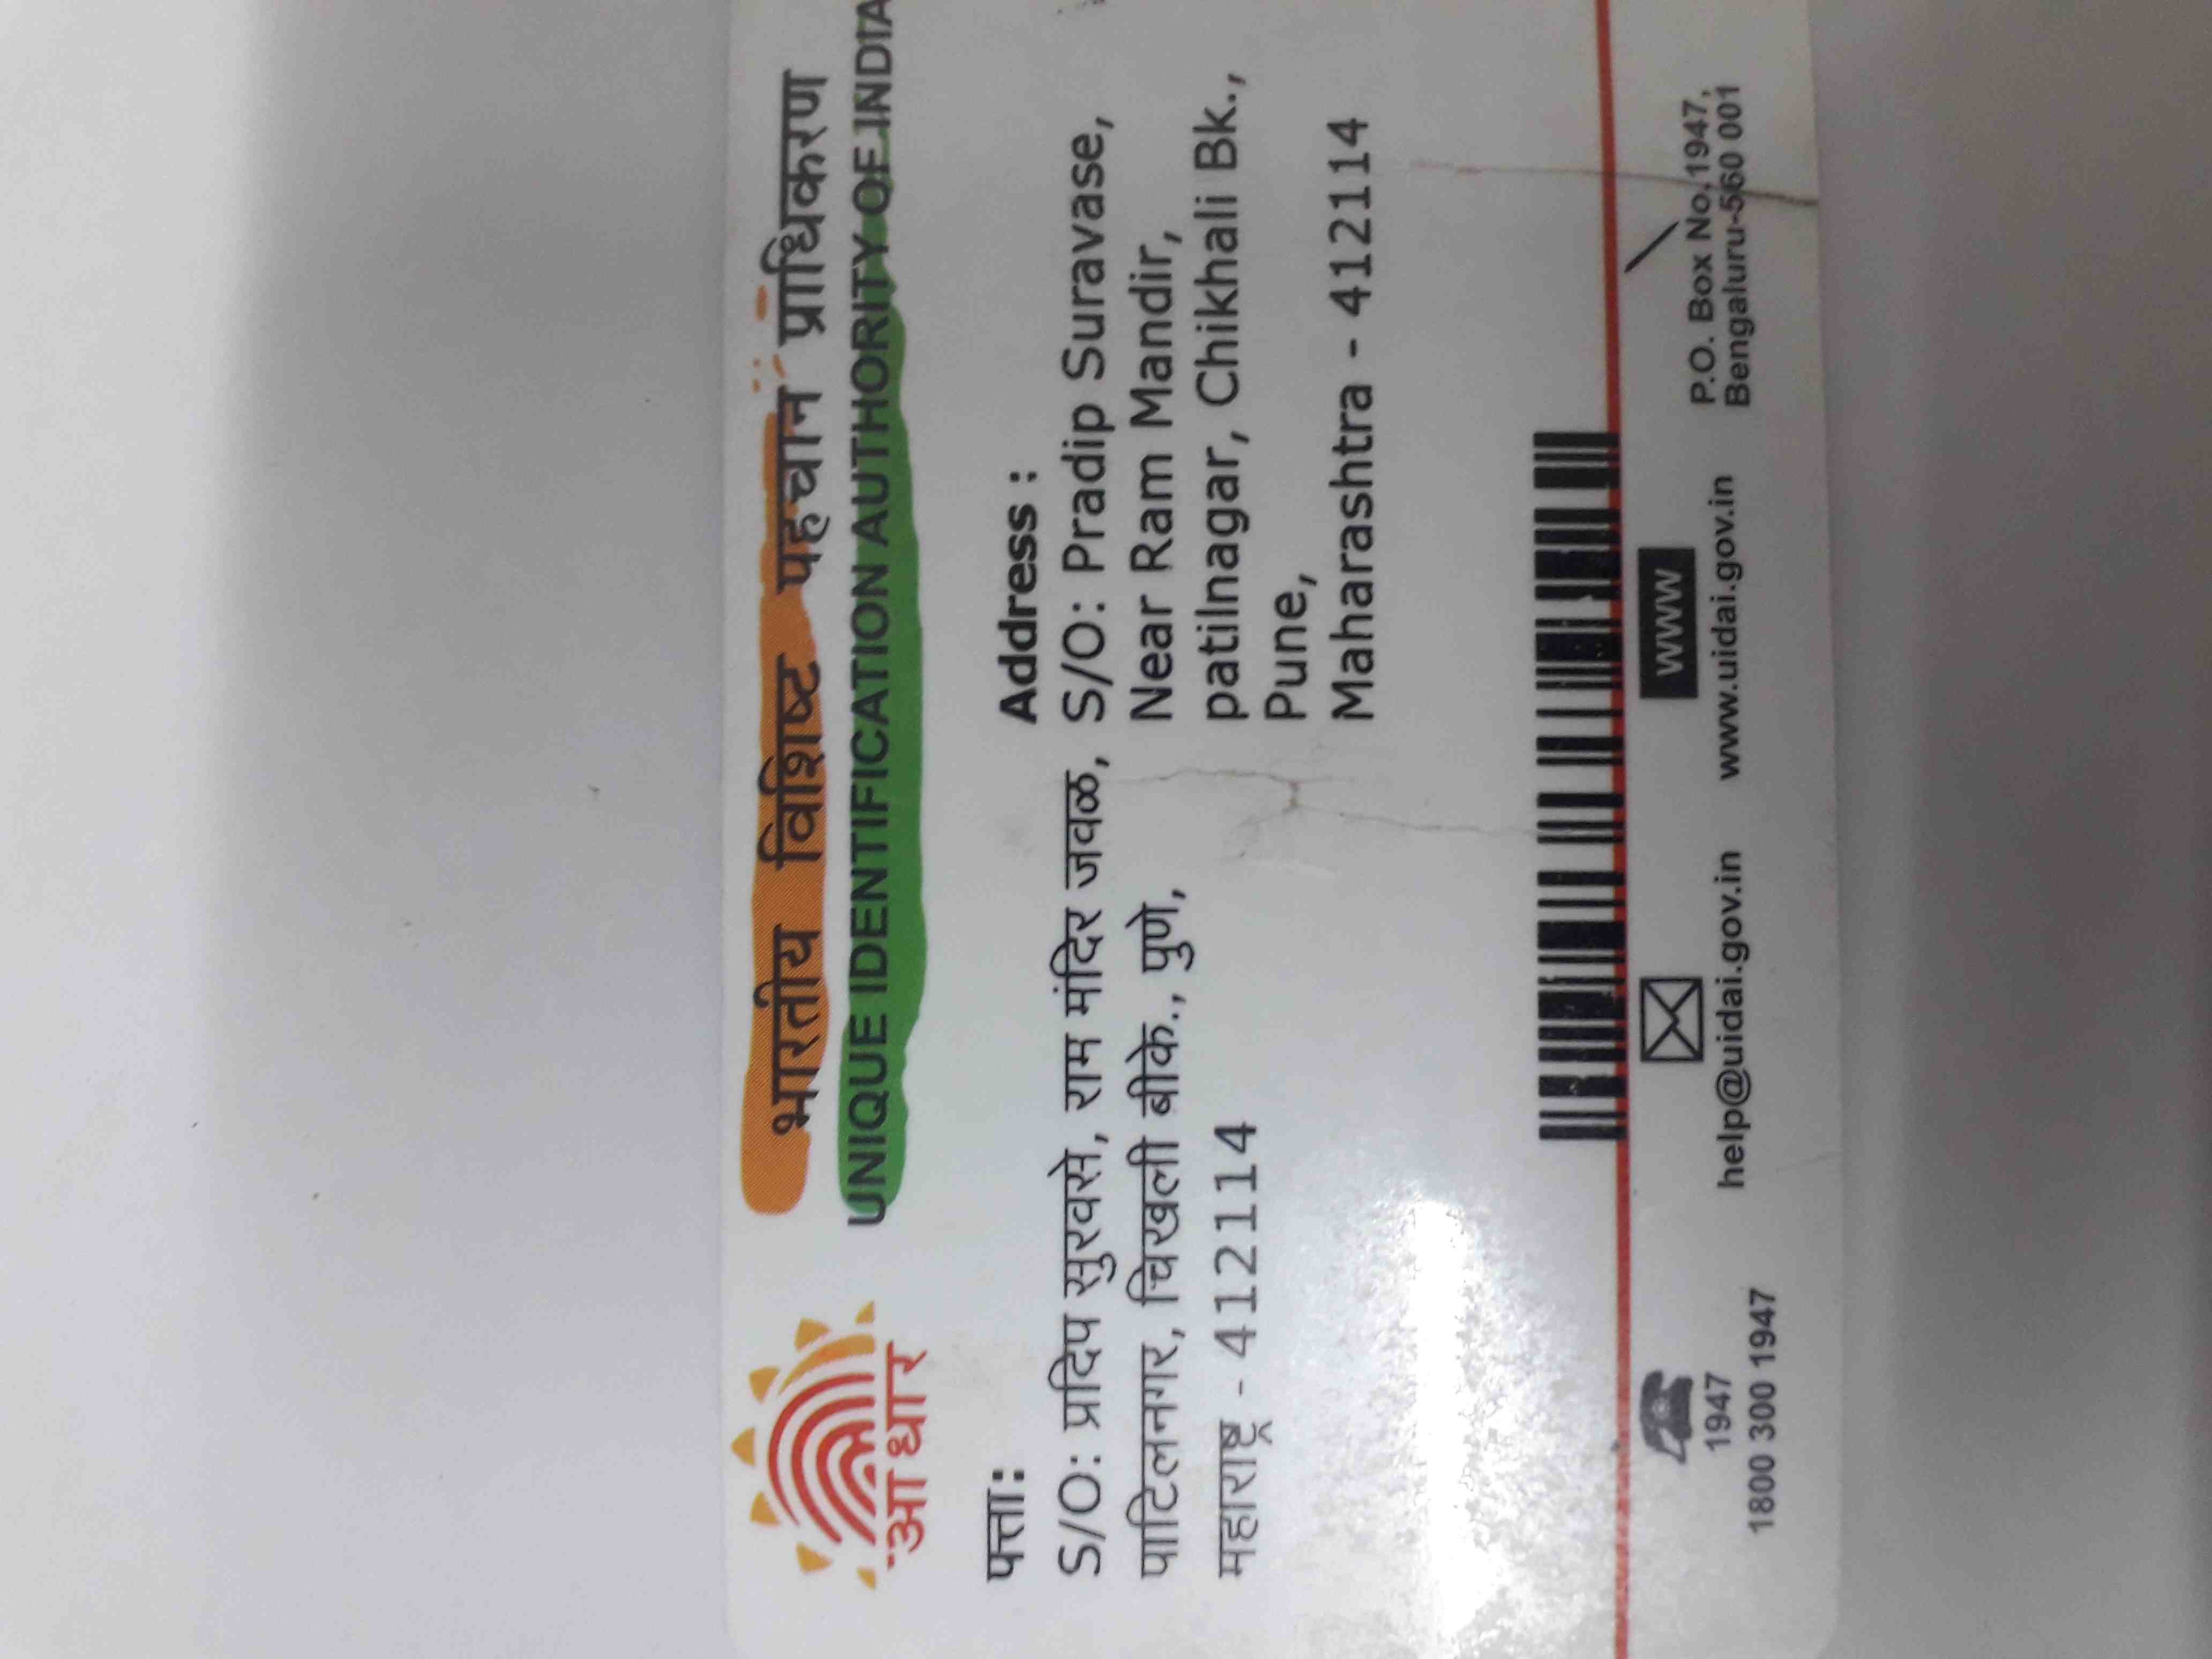 भारतीय विशिष्ट पहचान प्राधिकरण
UNIQUE IDENTIFICATION AUTHORITY OF INDIA
आधार
पत्ता:
S/O: प्रदिप सुरवसे, राम मंदिर जवळ,
पाटिलनगर, चिखली बीके., पुणे,
महाराष्ट्र - 412114
Address :
S/O: Pradip Suravase,
Near Ram Mandir,
patilnagar, Chikhali Bk.,
Pune,
Maharashtra - 412114
1947
1800 300 1947
help@uidai.gov.in
www
www.uidai.gov.in
P.O. Box No.1947,
Bengaluru-560 001